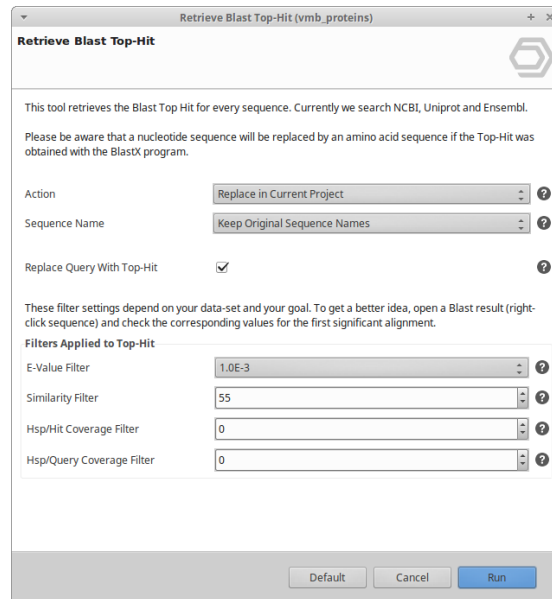 Retrieve Blast Top-Hit (vmb_proteins)
Retrieve Blast Top-Hit
This tool retrieves the Blast Top Hit for every sequence. Currently we search NCBI, Uniprot and Ensembl.
Please be aware that a nucleotide sequence will be replaced by an amino acid sequence if the Top-Hit was
obtained with the BlastX program.
Action Replace in Current Project ?
Sequence Name Keep Original Sequence Names ?
Replace Query With Top-Hit ?
These filter settings depend on your data-set and your goal. To get a better idea, open a Blast result (right-
click sequence) and check the corresponding values for the first significant alignment.
Filters Applied to Top-Hit
E-Value Filter 1.0E-3 ?
Similarity Filter 55 ?
Hsp/Hit Coverage Filter 0 ?
Hsp/Query Coverage Filter 0 ?
Default Cancel Run